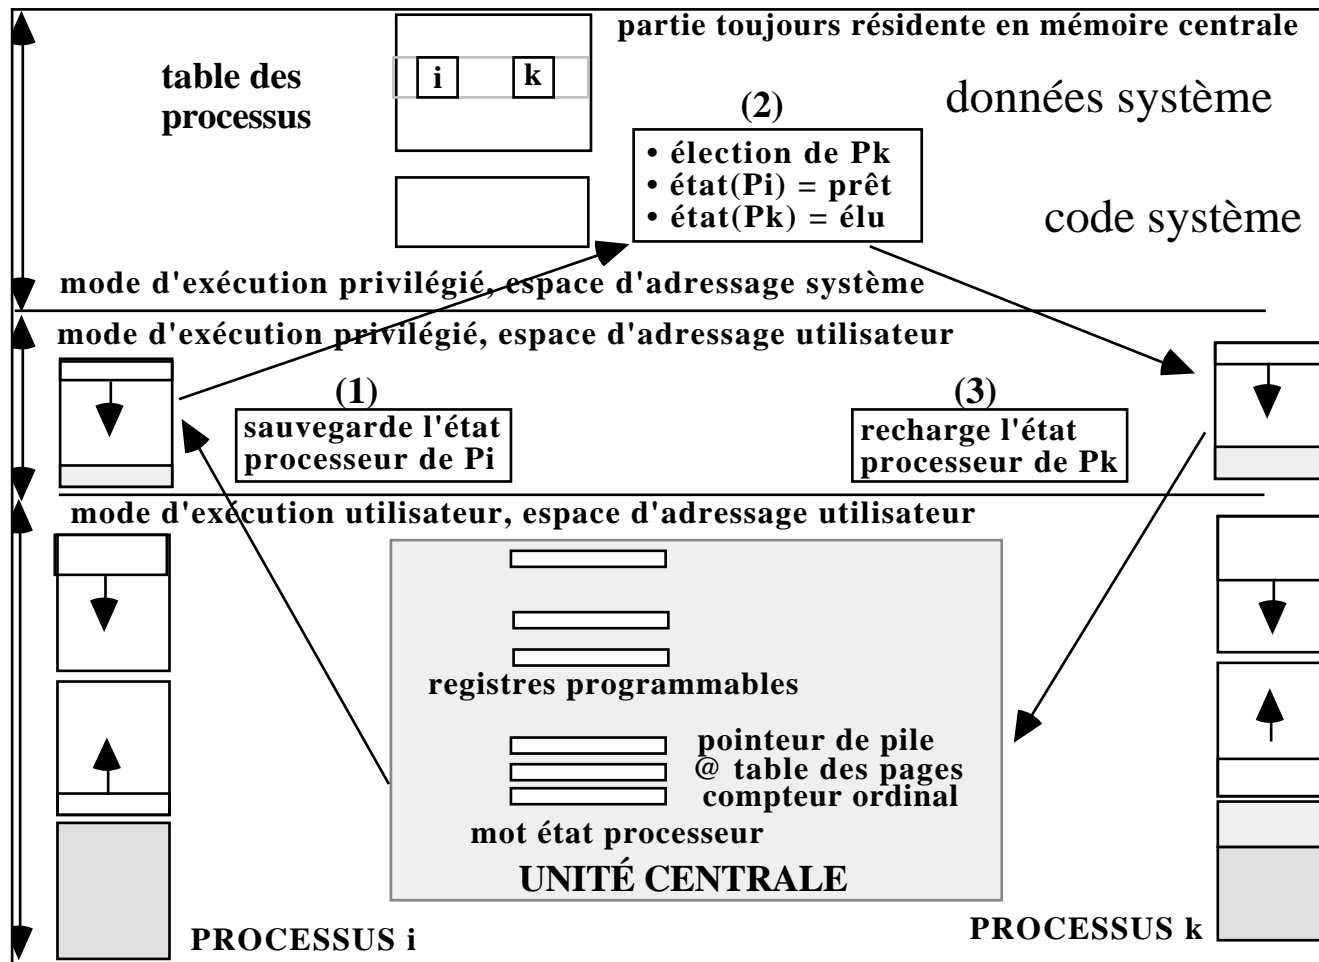 partie toujours résidente en mémoire centrale
table des
processus
i
k
données système
(2)
• élection de Pk
• état(Pi) = prêt
• état(Pk) = élu
code système
mode d'exécution privilégié, espace d'adressage système
mode d'exécution privilégié, espace d'adressage utilisateur
(1)
sauvegarde l'état
processeur de Pi
(3)
recharge l'état
processeur de Pk
mode d'exécution utilisateur, espace d'adressage utilisateur
registres programmables
pointeur de pile
@ table des pages
compteur ordinal
mot état processeur
UNITÉ CENTRALE
PROCESSUS i
PROCESSUS k